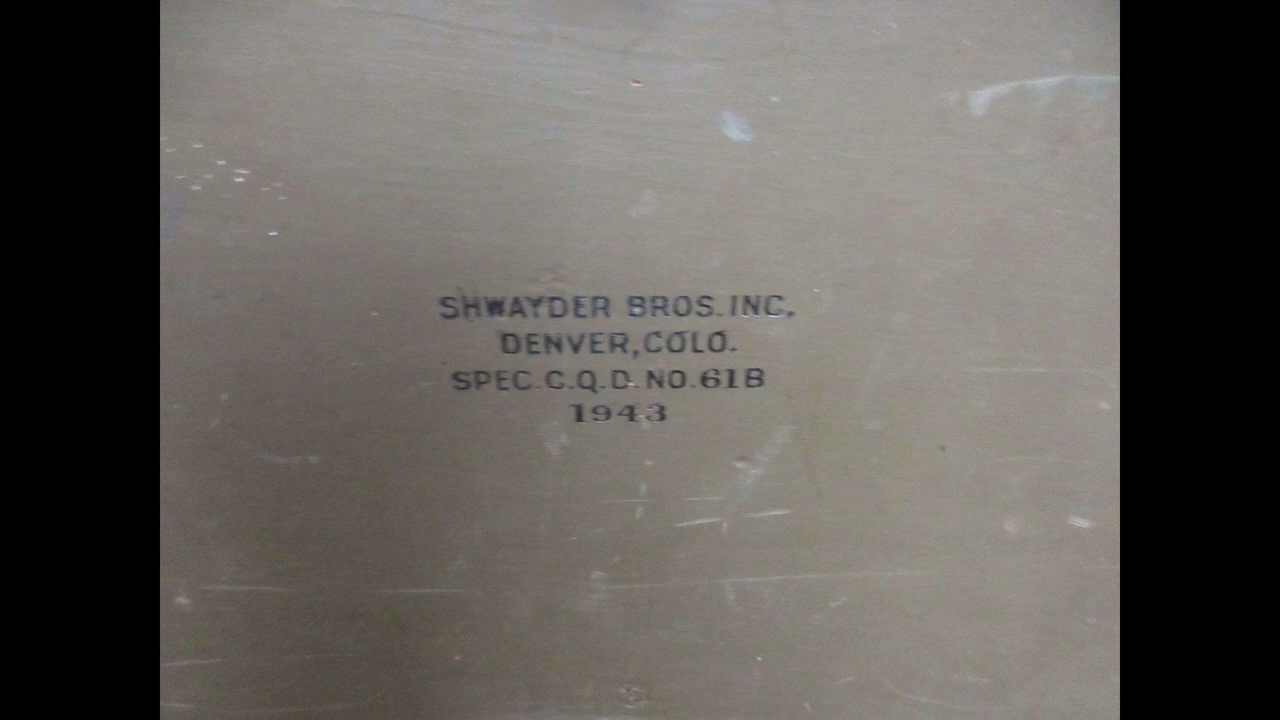 SHWAYDER BROS. INC.
DENVER, COLO.
SPEC. C.Q.D. NO. 61B
1943